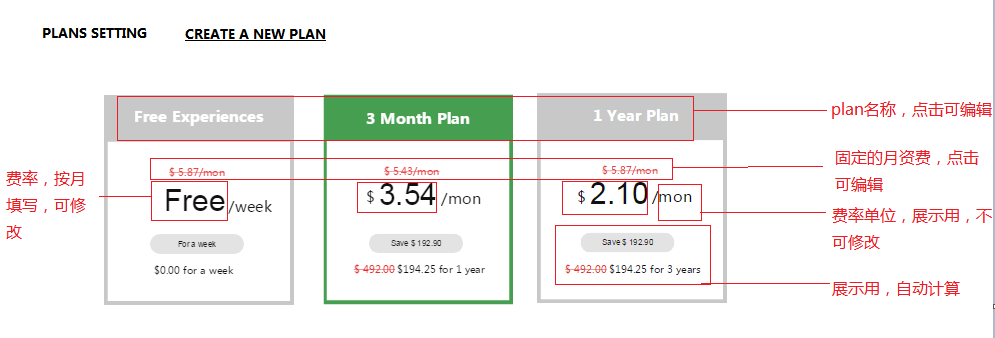 PLANS SETTING
CREATE A NEW PLAN
Free Experiences
3 Month Plan
1 Year Plan
plan名称，点击可编辑
$ 5.87/mon
$ 5.43/mon
$ 5.87/mon
固定的月资费，点击
可编辑
费率，按月
填写，可修
改
Free/week
$ 3.54 /mon
$ 2.10 /mon
费率单位，展示用，不
可修改
For a week
Save $ 192.90
Save $ 192.90
$0.00 for a week
$ 492.00 $194.25 for 1 year
$ 492.00 $194.25 for 3 years
展示用，自动计算